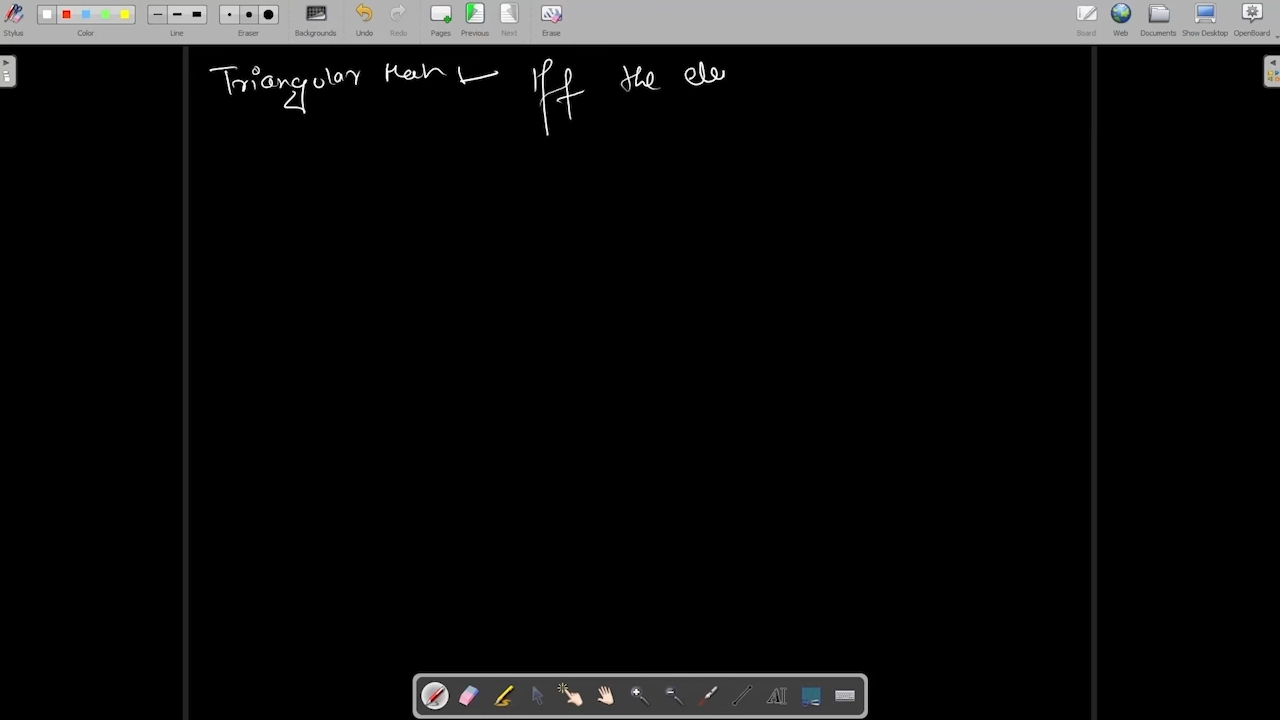 Stylus Color Line Eraser Backgrounds Undo Redo Pages Previous Next Erase Board Web Documents Show Desktop OpenBoard
Triangular If the ele